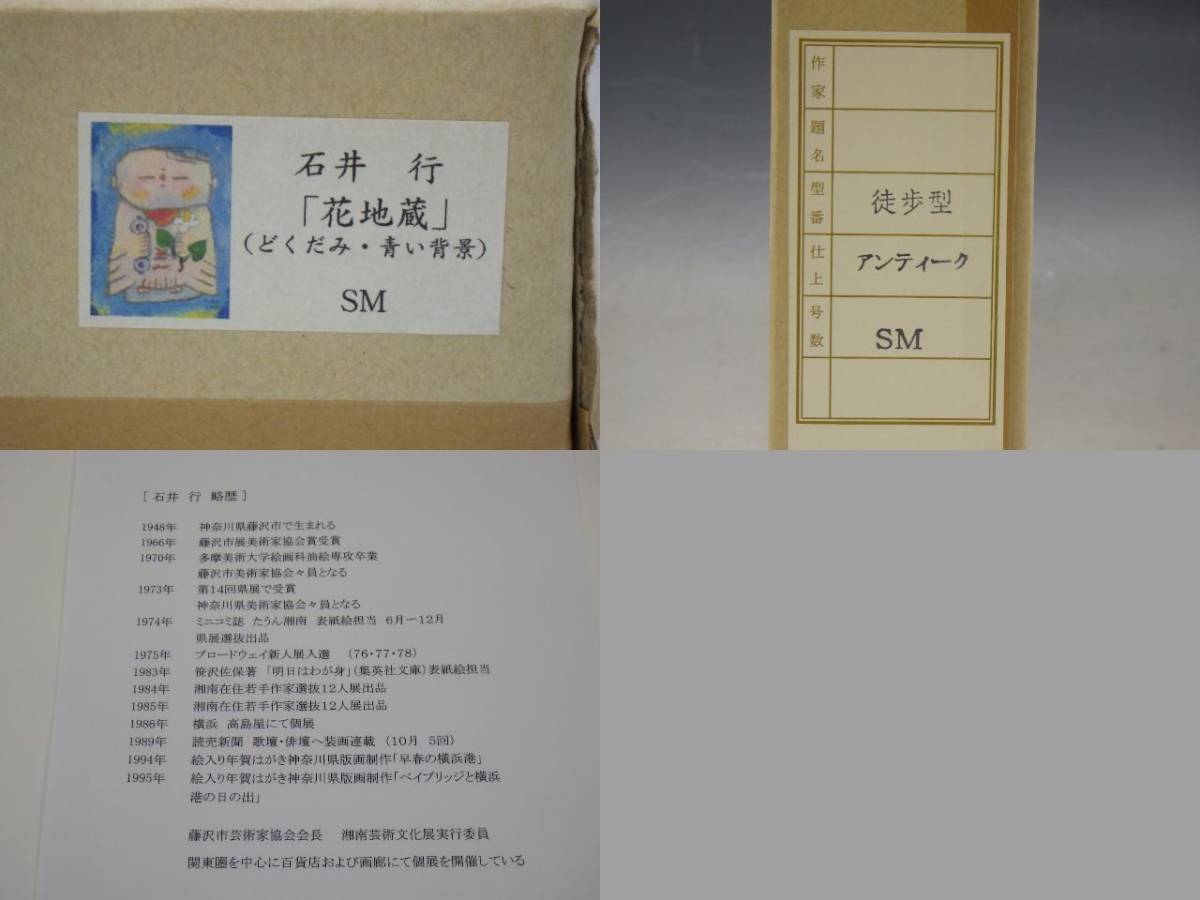 石井　行
「花地蔵」
（どくだみ・青い背景）
SM
作家
題名
型番 徒歩型
仕上 アンティーク
号数 SM
［石井　行　略歴］
1948年 神奈川県藤沢市で生まれる
1966年 藤沢市展美術家協会賞受賞
1970年 多摩美術大学絵画科油絵専攻卒業
藤沢市美術家協会々員となる
1973年 第14回県展で受賞
神奈川県美術家協会々員となる
1974年 ミニコミ誌　たうん湘南　表紙絵担当　6月ー12月
県展選抜出品
1975年 ブロードウェイ新人展入選　（76・77・78）
1983年 笹沢佐保著　「明日はわが身」（集英社文庫）表紙絵担当
1984年 湘南在住若手作家選抜12人展出品
1985年 湘南在住若手作家選抜12人展出品
1986年 横浜　高島屋にて個展
1989年 読売新聞　歌壇・俳壇へ装画連載　（10月　5回）
1994年 絵入り年賀はがき神奈川県版画制作「早春の横浜港」
1995年 絵入り年賀はがき神奈川県版画制作「ベイブリッジと横浜
港の日の出」
藤沢市芸術家協会会長　湘南芸術文化展実行委員
関東圏を中心に百貨店および画廊にて個展を開催している